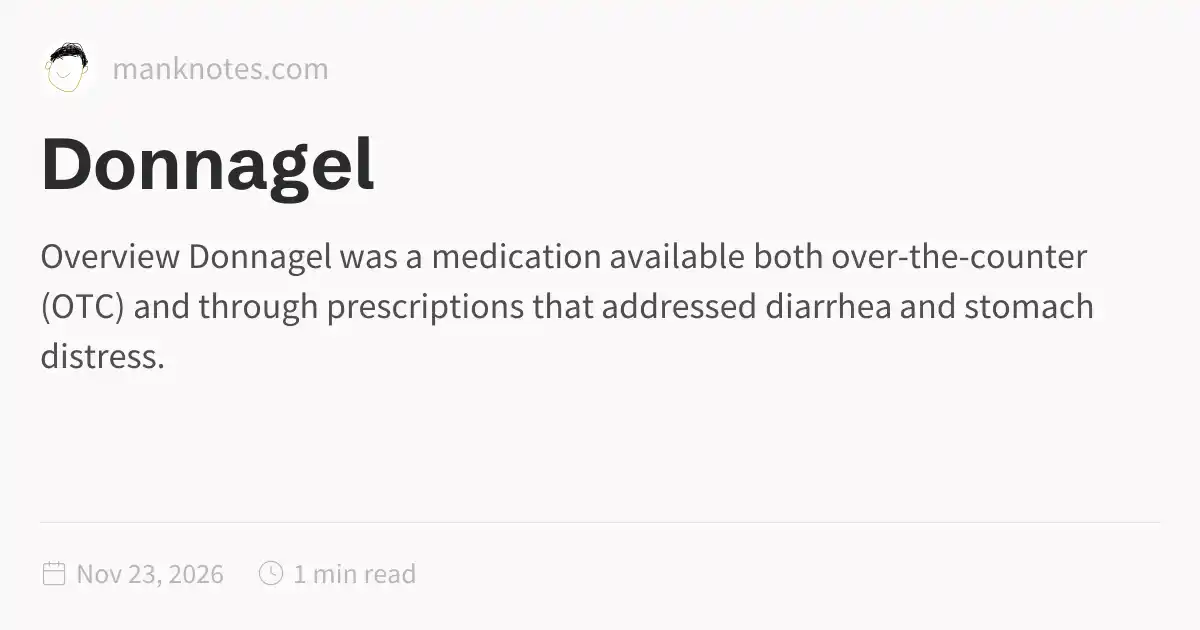 manknotes.com
Donnagel
Overview Donnagel was a medication available both over-the-counter
(OTC) and through prescriptions that addressed diarrhea and stomach
distress.
Nov 23, 2026
1 min read